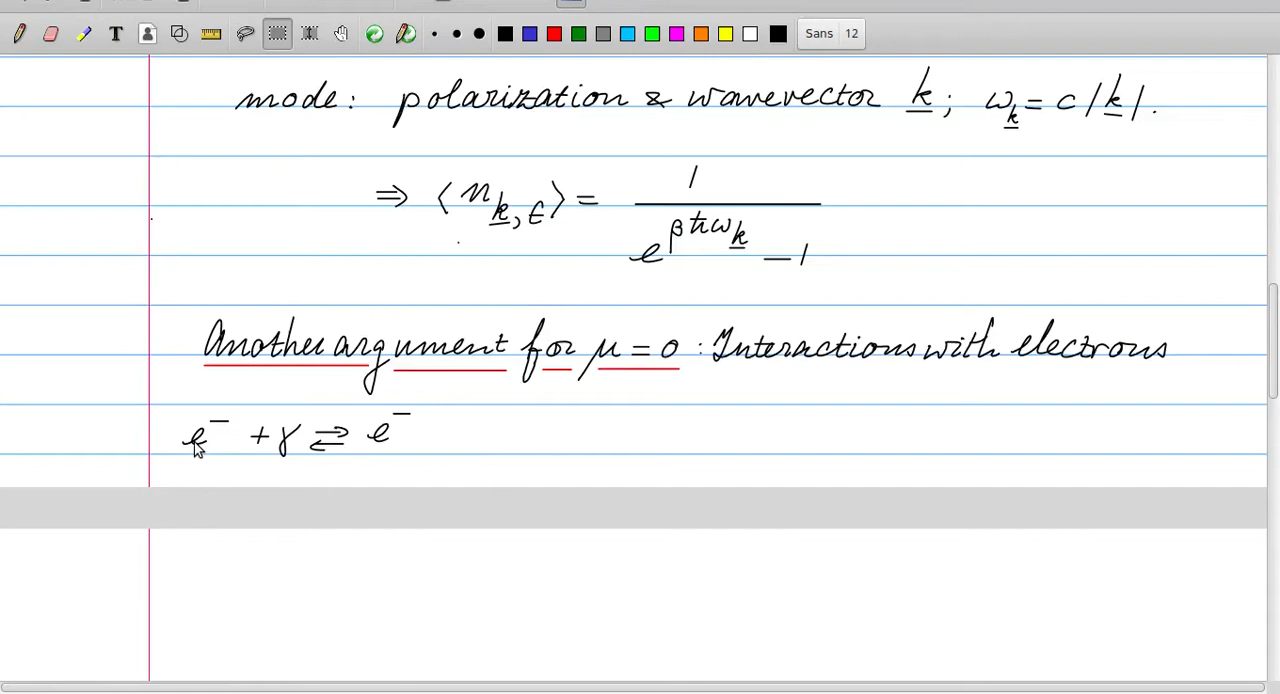 Sans 12
mode: polarization & wavevector k; ω_k = c|k|.
⇒ ⟨n_k,ϵ⟩ = 1 / (e^βħω_k − 1)
Another argument for μ = 0 : Interactions with electrons
e⁻ + γ ⇄ e⁻